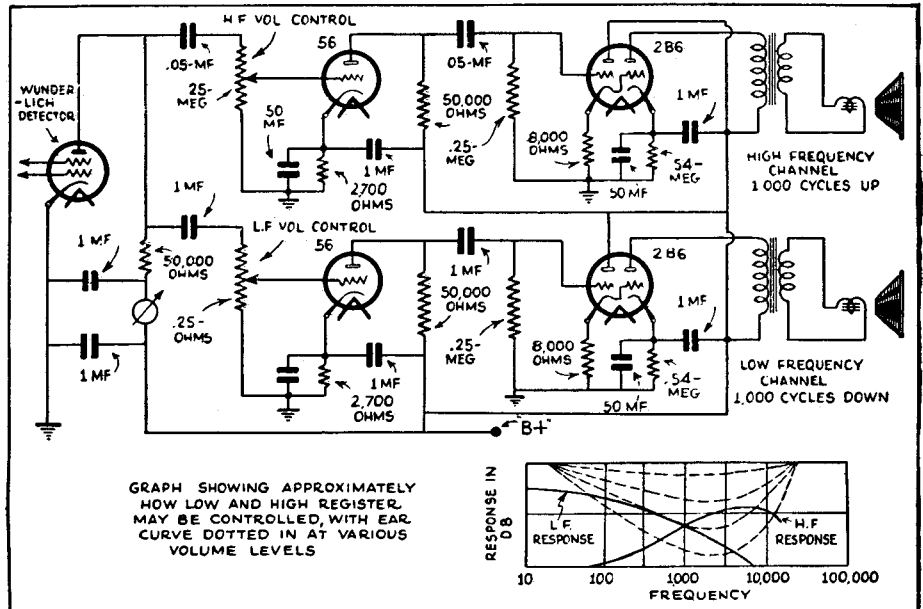 H.F VOL CONTROL
56
2B6
.05-MF
.05-MF
WUNDER
-LICH
DETECTOR
.25-
MEG
50
MF
50,000
OHMS
.25-MEG
1 MF
8,000
OHMS
.54-
MEG
1
MF
2,700
OHMS
50 MF
HIGH FREQUENCY
CHANNEL
1,000 CYCLES UP
1 MF
L.F VOL CONTROL
56
2B6
1 MF
50,000
OHMS
1
MF
50,000
OHMS
1 MF
.25-
OHMS
.25-
MEG
8,000
OHMS
1 MF
1
MF
2,700
OHMS
50 MF
.54-
MEG
LOW FREQUENCY
CHANNEL
1,000 CYCLES DOWN
"B+"
GRAPH SHOWING APPROXIMATELY
HOW LOW AND HIGH REGISTER
MAY BE CONTROLLED, WITH EAR
CURVE DOTTED IN AT VARIOUS
VOLUME LEVELS
RESPONSE IN
DB
L.F.
RESPONSE
H.F
RESPONSE
10 100 1,000 10,000 100,000
FREQUENCY